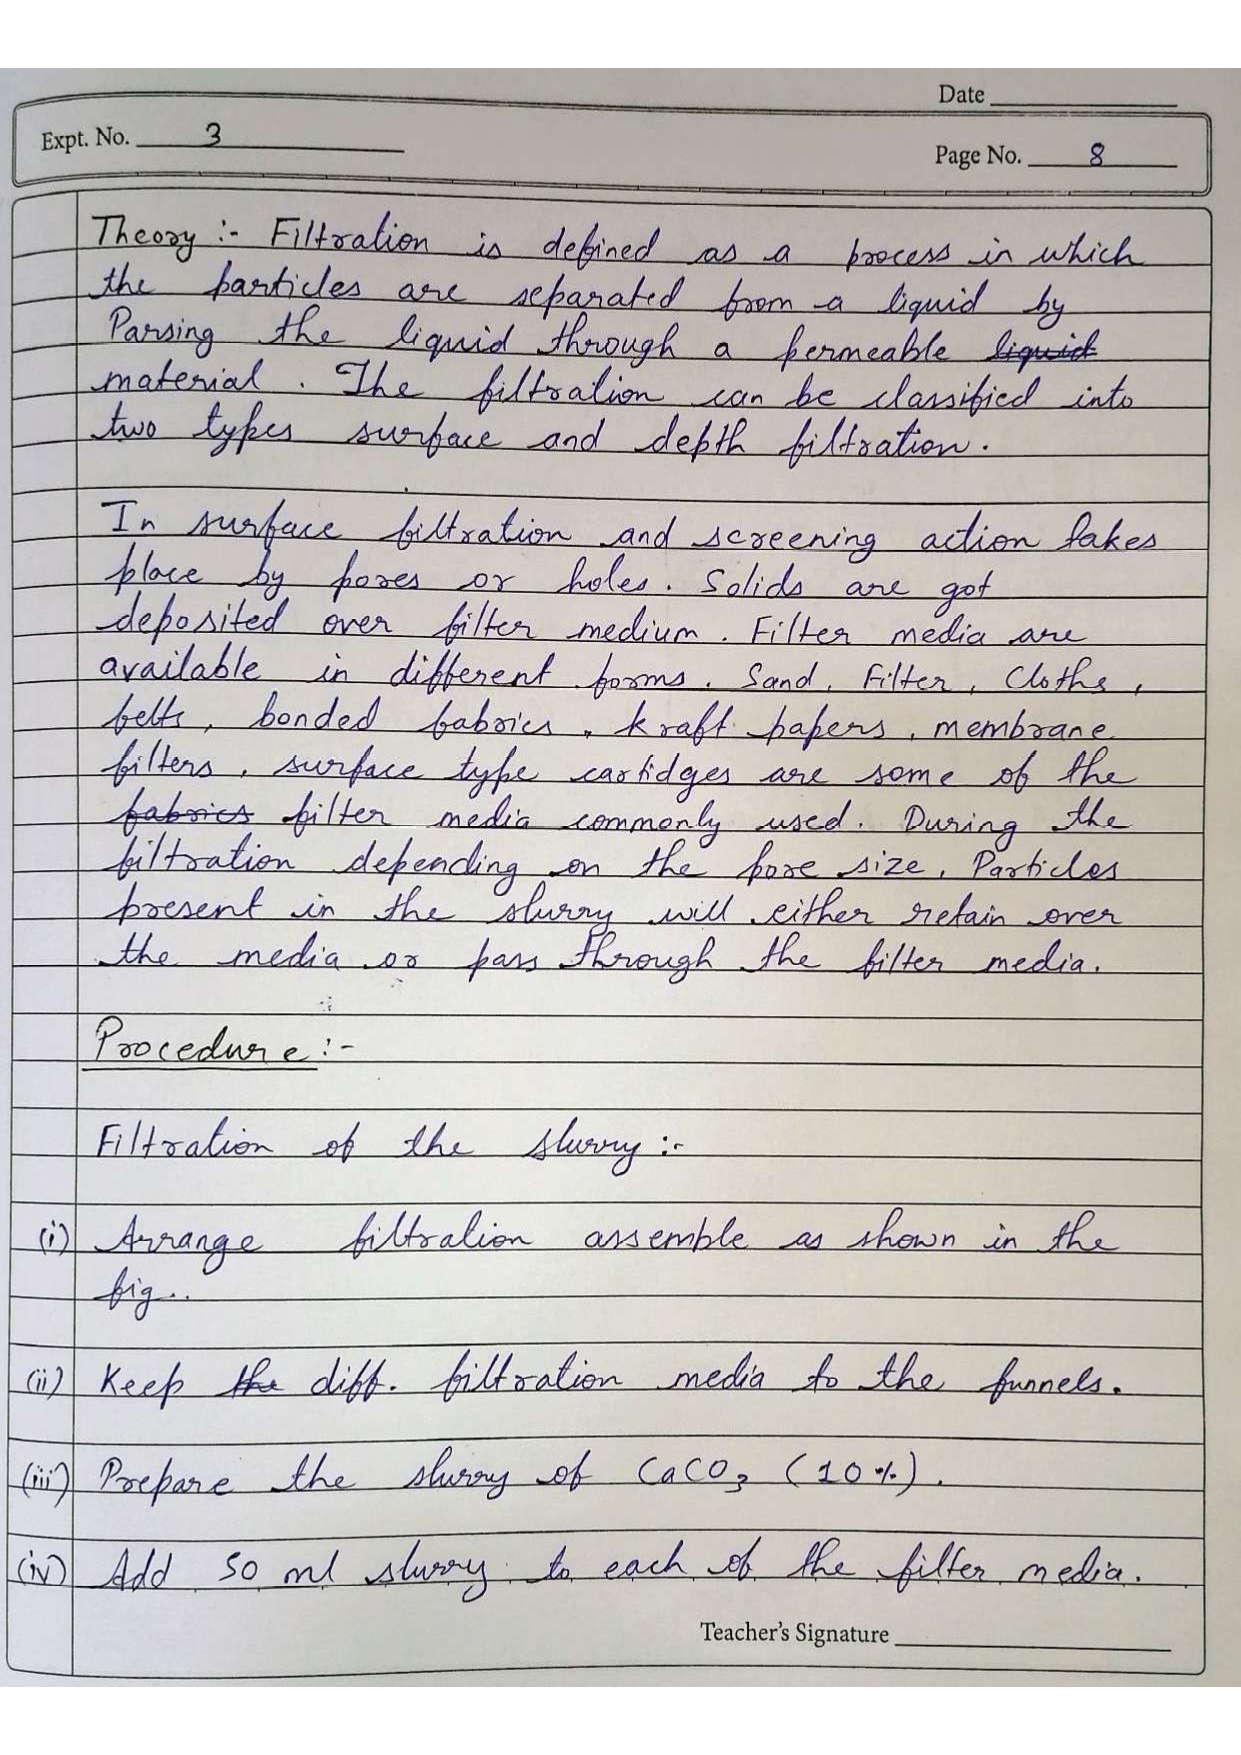 Date
Expt. No. 3
Page No. 8
Theory :- Filtration is defined as a process in which
the particles are separated from a liquid by
Parsing the liquid through a permeable liquid
material. The filtration can be classified into
two types surface and depth filtration.
In surface filtration and screening action takes
place by pores or holes. Solids are got
deposited over filter medium. Filter media are
available in different forms. Sand, Filter, Cloths,
felts, bonded fabrics, kraft papers, membrane
filters, surface type cartidges are some of the
fabrics filter media commonly used. During the
filtration depending on the pore size, Particles
present in the slurry will either retain over
the media or pass through the filter media.
Procedure :-
Filtration of the slurry :-
(i) Arrange filtration assemble as shown in the
fig..
(ii) Keep the diff. filtration media to the funnels.
(iii) Prepare the slurry of CaCO3 (10%).
(iv) Add 50 ml slurry to each of the filter media.
Teacher's Signature